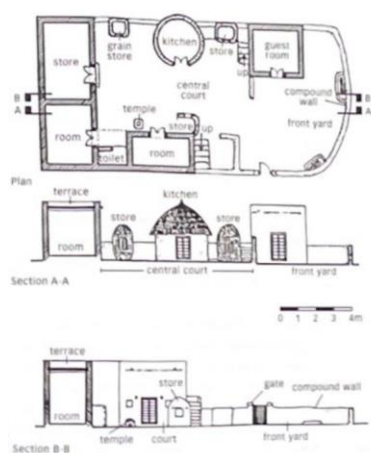 grain
store
kitchen
store
up
guest
room
store
central
court
compound
wall
B
A
B
A
front yard
temple
store
up
room
toilet
room
Plan
terrace
kitchen
store
store
room
central court
front yard
Section A-A
0 1 2 3 4m
terrace
store
gate
compound wall
room
temple
court
front yard
Section B-B